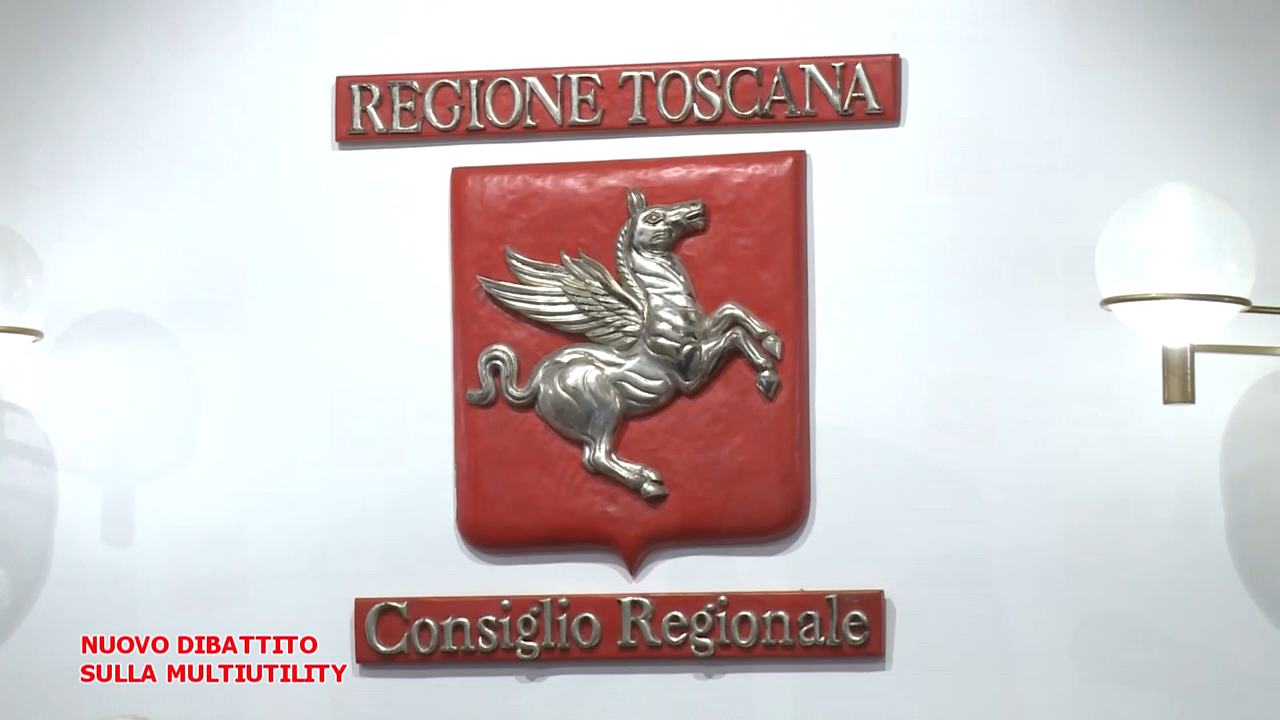 REGIONE TOSCANA
Consiglio Regionale
NUOVO DIBATTITO
SULLA MULTIUTILITY